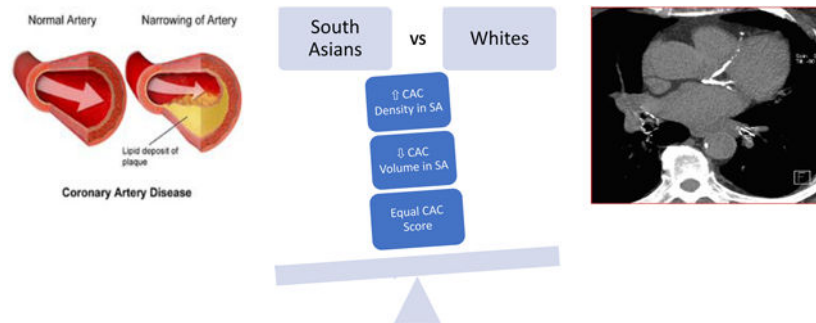 Normal Artery
Narrowing of Artery
Lipid deposit of
plaque
Coronary Artery Disease
South
Asians
vs
Whites
⇧ CAC
Density in SA
⇩ CAC
Volume in SA
Equal CAC
Score
F